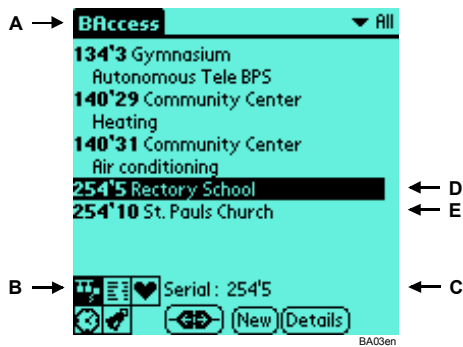 A BAccess All
134'3 Gymnasium
Autonomous Tele BPS
140'29 Community Center
Heating
140'31 Community Center
Air conditioning
254'5 Rectory School D
254'10 St. Pauls Church E
B Serial : 254'5 C
New Details
BA03en